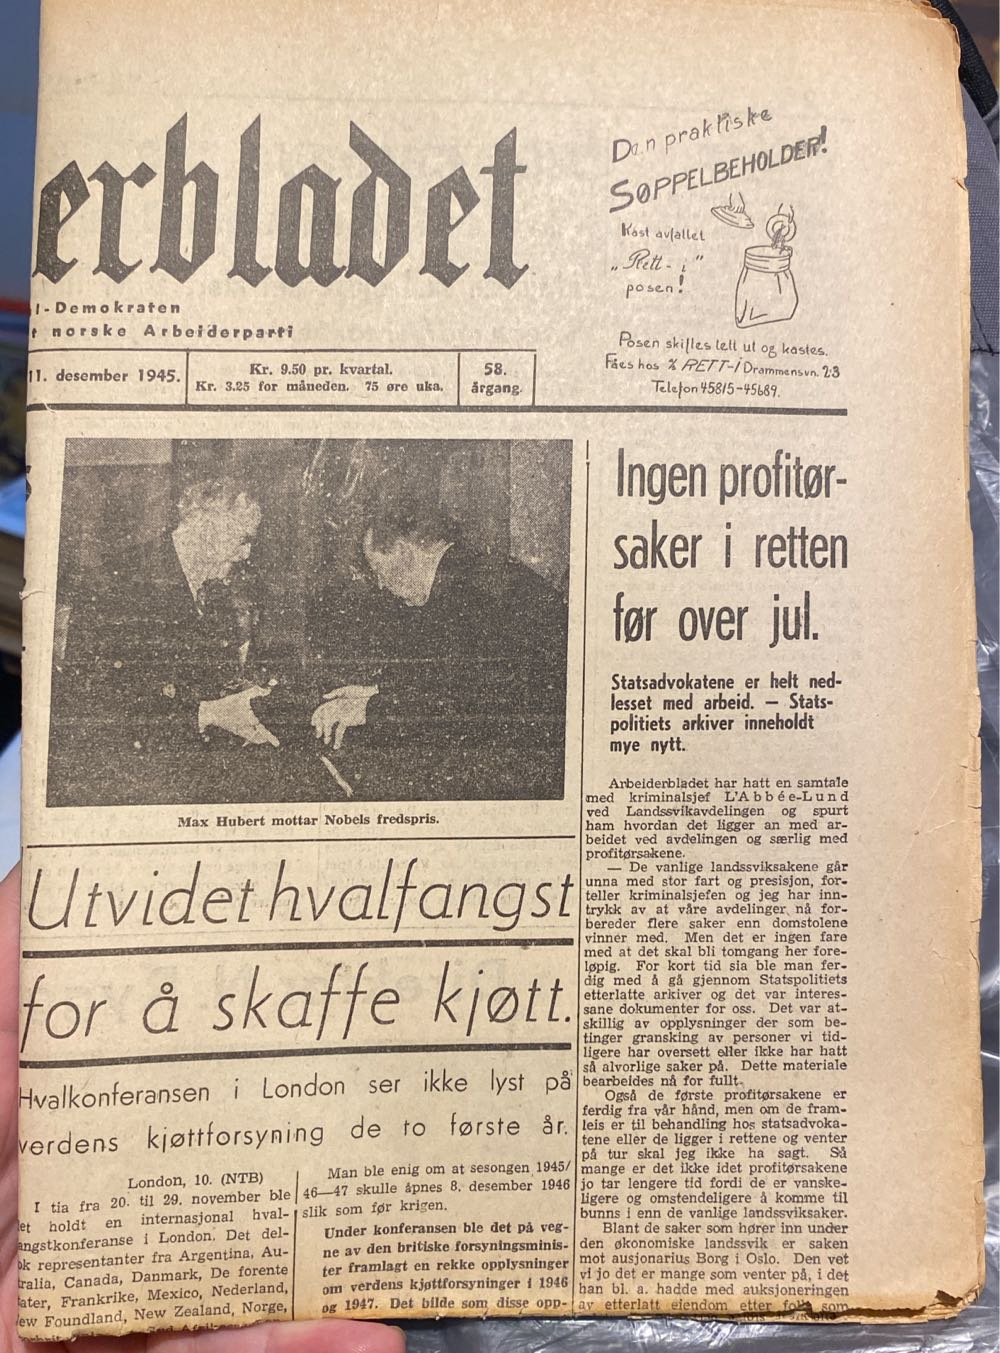 erbladet
l-Demokraten
t norske Arbeiderparti
11. desember 1945.
Kr. 9.50 pr. kvartal.
Kr. 3.25 for måneden. 75 øre uka.
58.
årgang.
Den praktiske
SØPPELBEHOLDER!
Kast avfallet
„Rett-i"
posen!
Posen skilles lett ut og kastes.
Fåes hos % RETT-I Drammensvn. 23
Telefon 45815-45689.
Max Hubert mottar Nobels fredspris.
Utvidet hvalfangst
for å skaffe kjøtt.
Hvalkonferansen i London ser ikke lyst på
verdens kjøttforsyning de to første år.
London, 10. (NTB)
I tia fra 20. til 29. november ble
et holdt en internasjonal hval-
angstkonferanse i London. Det del-
ok representanter fra Argentina, Au-
ralia, Canada, Danmark, De forente
ater, Frankrike, Mexico, Nederland,
ew Foundland, New Zealand, Norge,
Man ble enig om at sesongen 1945/
46—47 skulle åpnes 8. desember 1946
slik som før krigen.
Under konferansen ble det på veg-
ne av den britiske forsyningsminis-
ter framlagt en rekke opplysninger
om verdens kjøttforsyninger i 1946
og 1947. Det bilde som disse opp-
Ingen profitør-
saker i retten
før over jul.
Statsadvokatene er helt ned-
lesset med arbeid. — Stats-
politiets arkiver inneholdt
mye nytt.
Arbeiderbladet har hatt en samtale
med kriminalsjef L'Abbée-Lund
ved Landssvikavdelingen og spurt
ham hvordan det ligger an med ar-
beidet ved avdelingen og særlig med
profitørsakene.
— De vanlige landssviksakene går
unna med stor fart og presisjon, for-
teller kriminalsjefen og jeg har inn-
trykk av at våre avdelinger nå for-
bereder flere saker enn domstolene
vinner med. Men det er ingen fare
med at det skal bli tomgang her fore-
løpig. For kort tid sia ble man fer-
dig med å gå gjennom Statspolitiets
etterlatte arkiver og det var interes-
sane dokumenter for oss. Det var at-
skillig av opplysninger der som be-
tinger gransking av personer vi tid-
ligere har oversett eller ikke har hatt
så alvorlige saker på. Dette materiale
bearbeides nå for fullt.
Også de første profitørsakene er
ferdig fra vår hånd, men om de fram-
leis er til behandling hos statsadvoka-
tene eller de ligger i rettene og venter
på tur skal jeg ikke ha sagt. Så
mange er det ikke idet profitørsakene
jo tar lengere tid fordi de er vanske-
ligere og omstendeligere å komme til
bunns i enn de vanlige landssviksaker.
Blant de saker som hører inn under
den økonomiske landssvik er saken
mot ausjonarius Borg i Oslo. Den vet
vi jo det er mange som venter på, i det
han bl. a. hadde med auksjoneringen
av etterlatt eiendom etter folk som